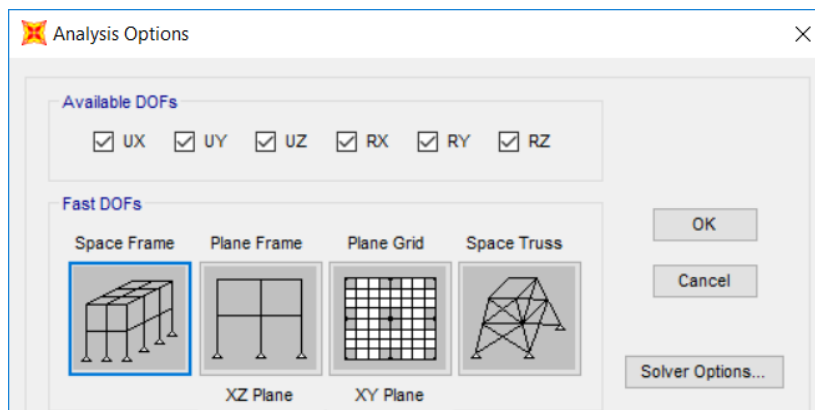 Analysis Options
Available DOFs
UX UY UZ RX RY RZ
Fast DOFs
Space Frame Plane Frame Plane Grid Space Truss
XZ Plane XY Plane
OK
Cancel
Solver Options...